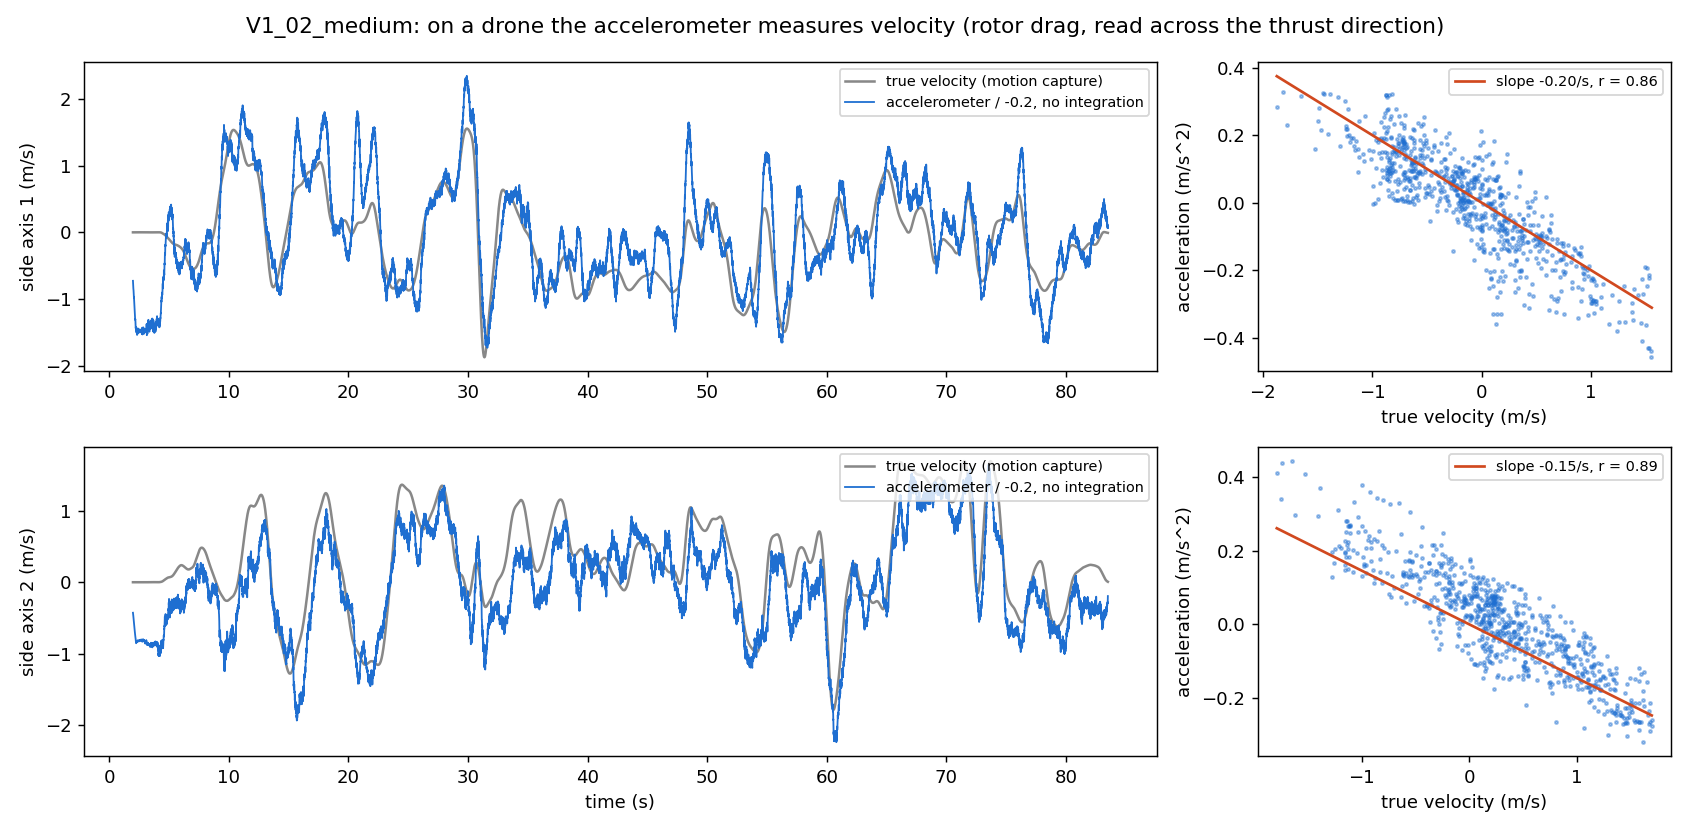 V1_02_medium: on a drone the accelerometer measures velocity (rotor drag, read across the thrust direction)
side axis 1 (m/s)
2
1
0
−1
−2
true velocity (motion capture)
accelerometer / -0.2, no integration
0 10 20 30 40 50 60 70 80
acceleration (m/s^2)
0.4
0.2
0.0
−0.2
−0.4
slope -0.20/s, r = 0.86
−2 −1 0 1
true velocity (m/s)
side axis 2 (m/s)
1
0
−1
−2
true velocity (motion capture)
accelerometer / -0.2, no integration
0 10 20 30 40 50 60 70 80
time (s)
acceleration (m/s^2)
0.4
0.2
0.0
−0.2
slope -0.15/s, r = 0.89
−1 0 1
true velocity (m/s)